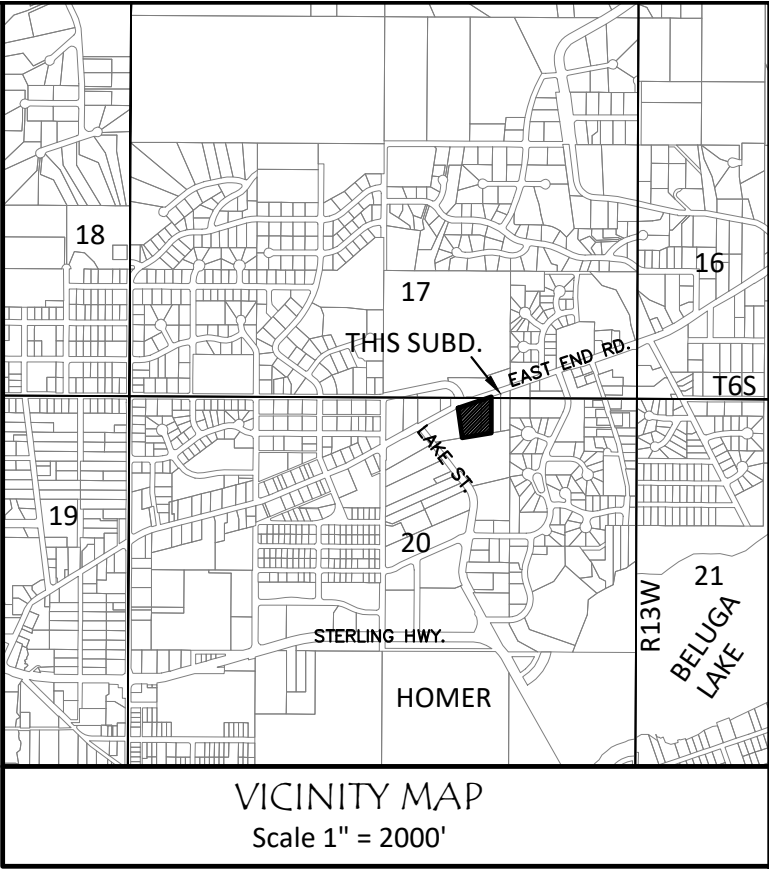 18
16
17
THIS SUBD.
EAST END RD.
T6S
LAKE ST.
19
20
21
R13W
BELUGA
LAKE
STERLING HWY.
HOMER
VICINITY MAP
Scale 1" = 2000'